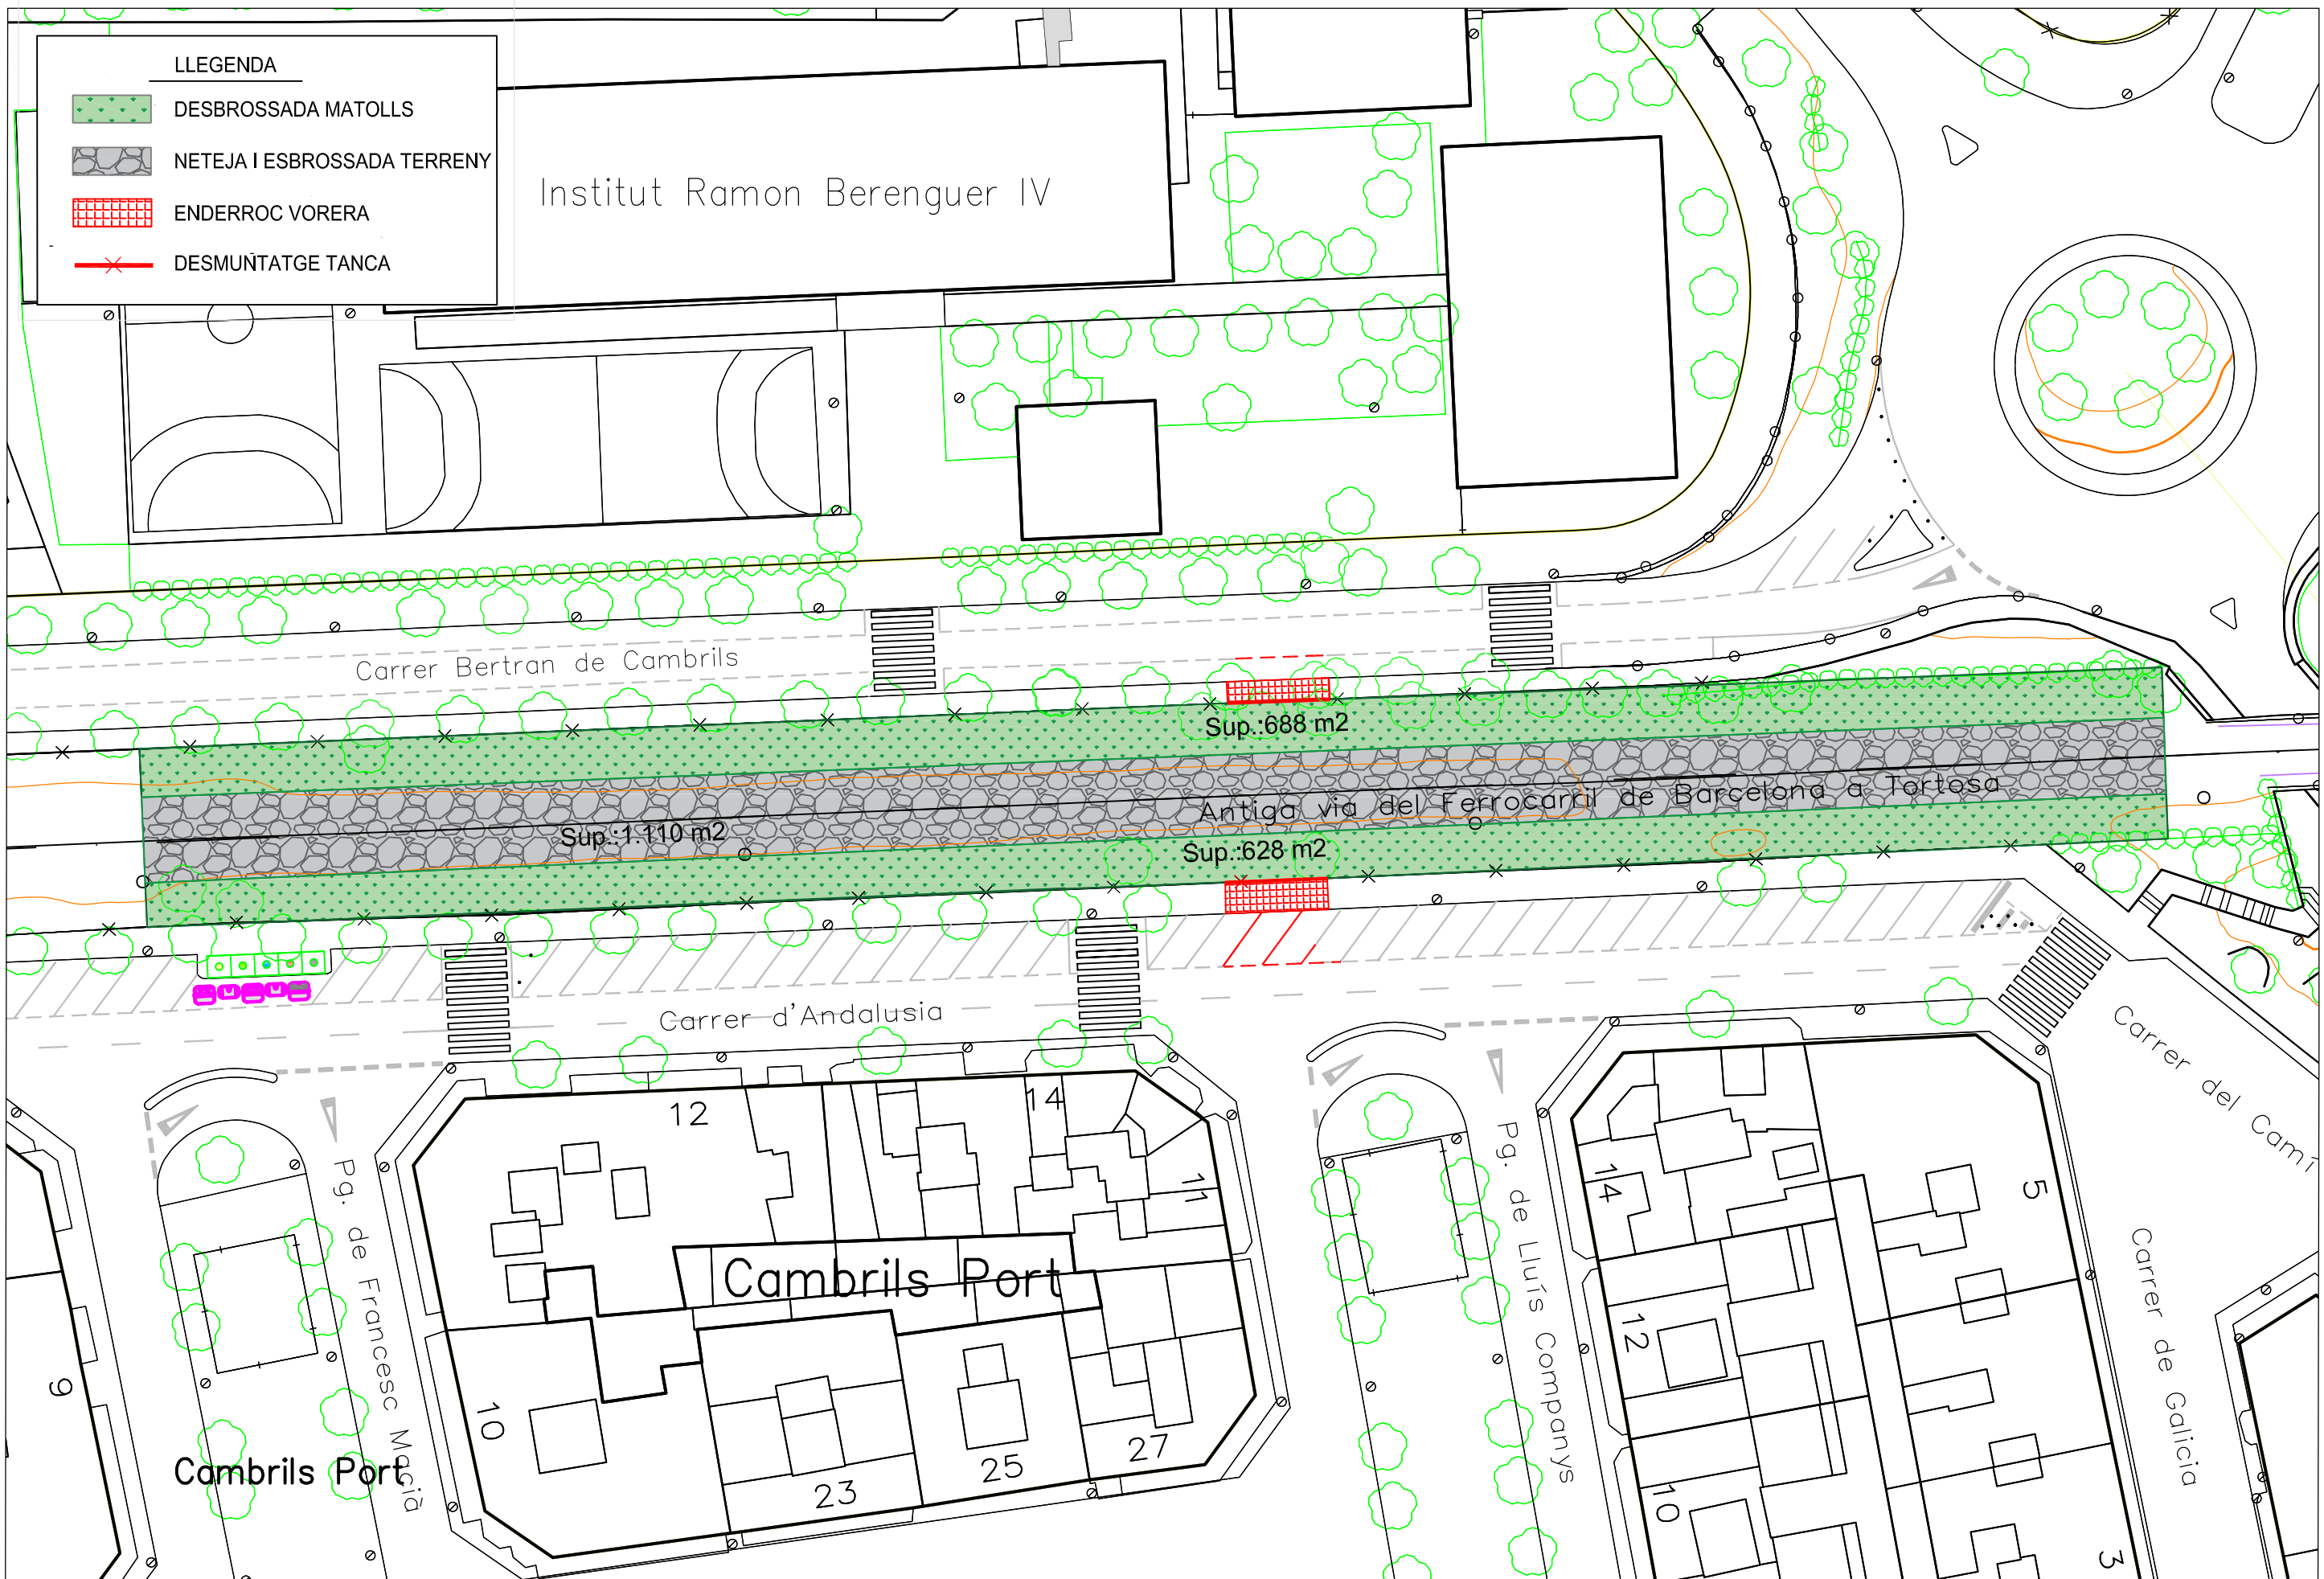 LLEGENDA
DESBROSSADA MATOLLS
NETEJA I ESBROSSADA TERRENY
ENDERROC VORERA
DESMUNTATGE TANCA
Institut Ramon Berenguer IV
Carrer Bertran de Cambrils
Sup.:688 m2
Antiga via del Ferrocarril de Barcelona a Tortosa
Sup.:1.110 m2
Sup.:628 m2
Carrer d'Andalusia
Carrer del Camí
12
14
11
14
5
Pg. de Francesc Macià
Pg. de Lluís Companys
Carrer de Galicia
Cambrils Port
12
9
10
Cambrils Port
23
25
27
10
3